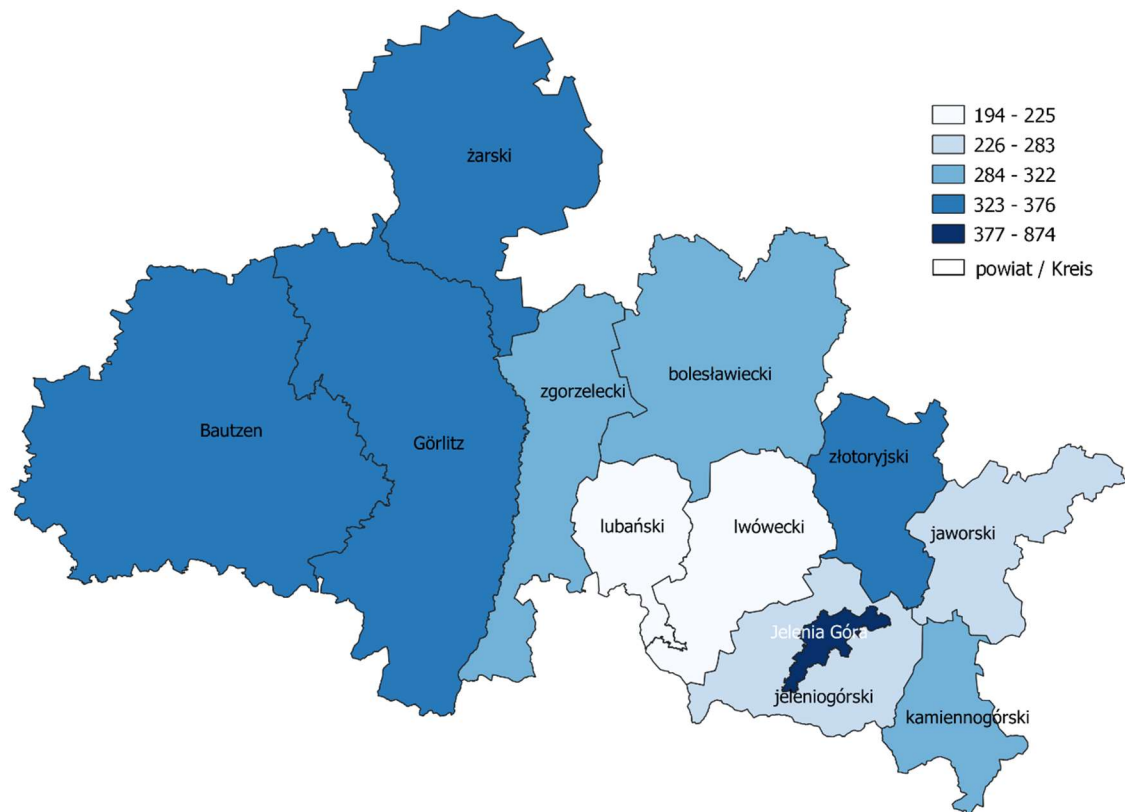 194 - 225
226 - 283
284 - 322
323 - 376
377 - 874
powiat / Kreis
żarski
bolesławiecki
zgorzelecki
Bautzen
Görlitz
złotoryjski
lubański
lwówecki
jaworski
Jelenia Góra
jeleniogórski
kamiennogórski